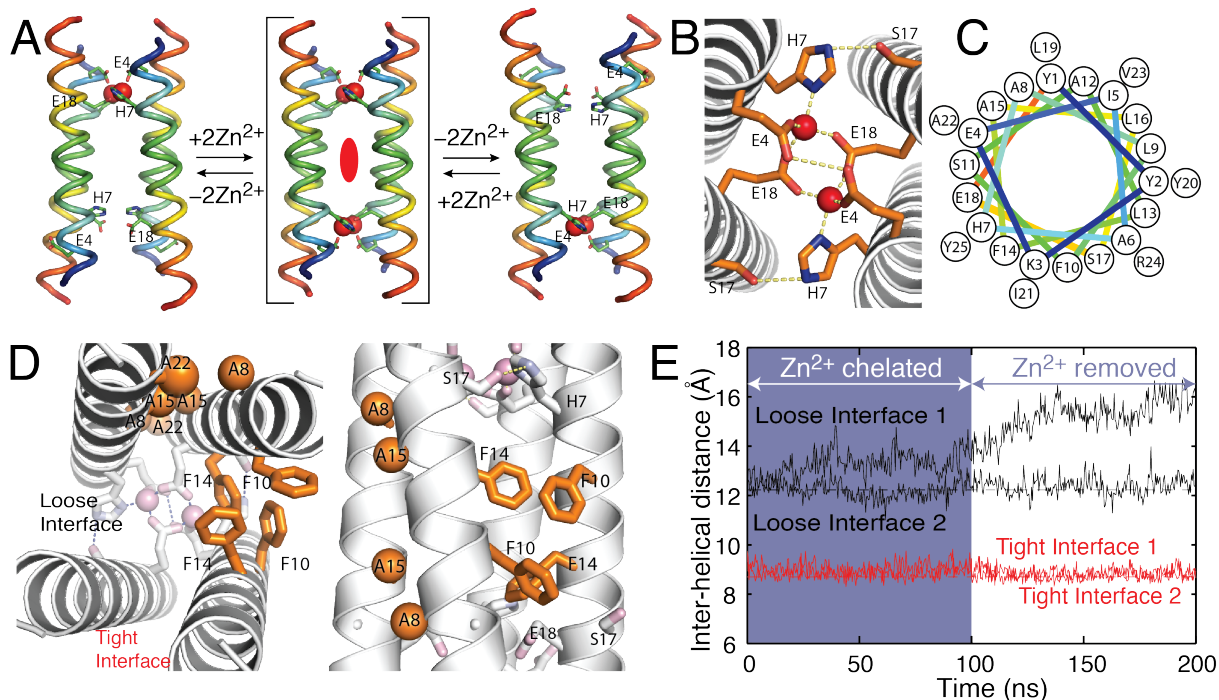 A
E4
E18
H7
H7
E4
E18
+2Zn2+
−2Zn2+
−2Zn2+
+2Zn2+
E4
E18
H7
H7
E18
E4
B
H7
S17
E4
E18
E18
E4
S17
H7
C
L19
Y1
A12
V23
A8
I5
A15
L16
A22
E4
L9
S11
Y2
Y20
E18
L13
H7
A6
Y25
F14
K3
F10
S17
R24
I21
D
A22
A8
A15
A15
A8
A22
F14
F10
Loose
Interface
F14
F10
Tight
Interface
S17
H7
A8
A15
F14
F10
F10
F14
A15
A8
E18
S17
E
Zn2+ chelated
Zn2+ removed
Loose Interface 1
Loose Interface 2
Tight Interface 1
Tight Interface 2
Inter-helical distance (Å)
18
16
14
12
10
8
6
0
50
100
150
200
Time (ns)